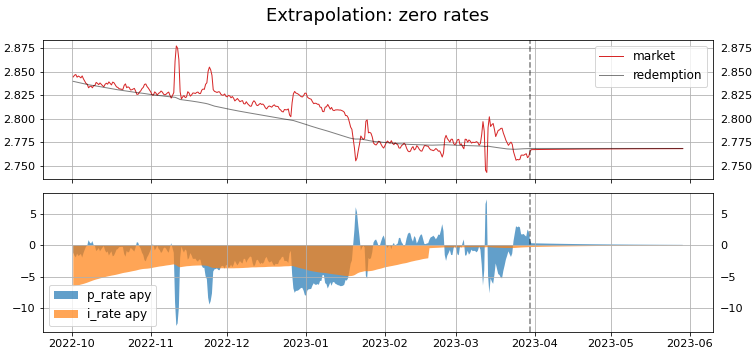 Extrapolation: zero rates
2.875 2.875
2.850 2.850
2.825 2.825
2.800 2.800
2.775 2.775
2.750 2.750
market
redemption
5 5
0 0
−5 −5
−10 −10
p_rate apy
i_rate apy
2022-10 2022-11 2022-12 2023-01 2023-02 2023-03 2023-04 2023-05 2023-06